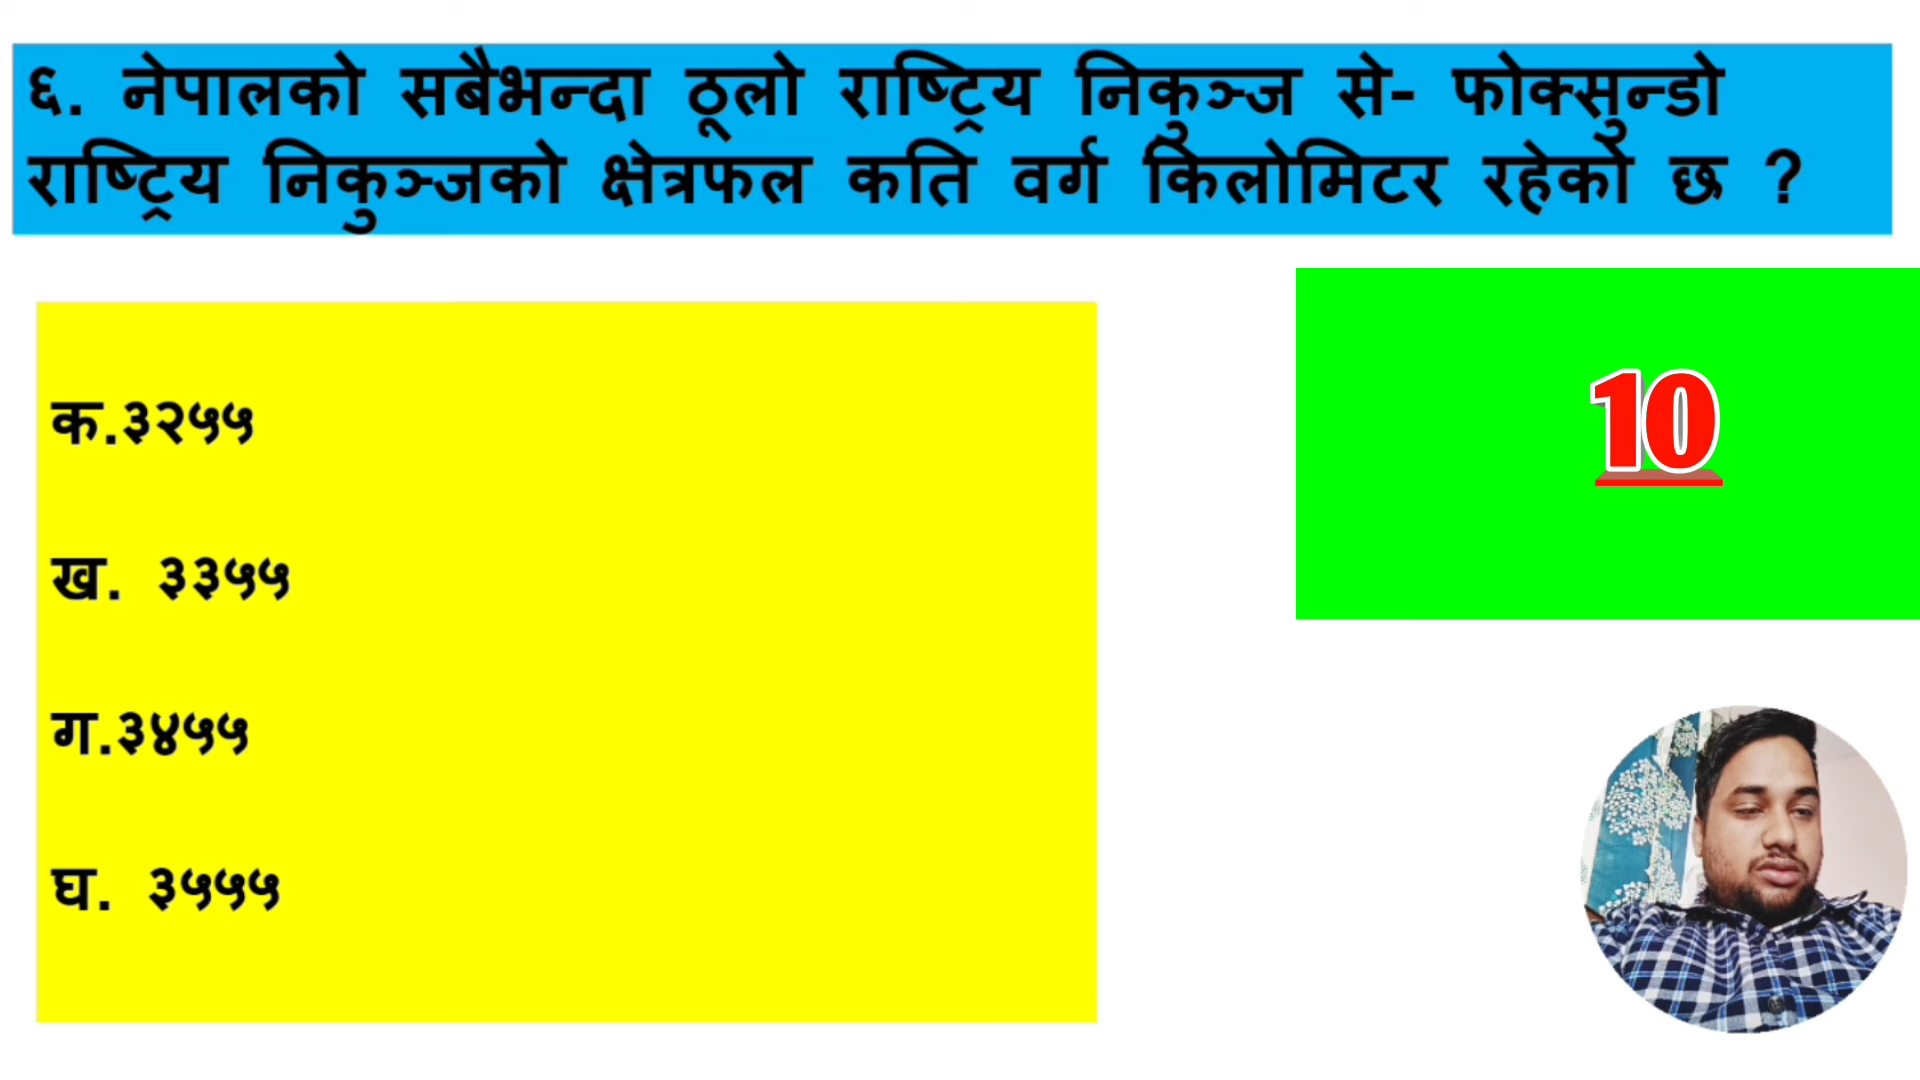 ६. नेपालको सबैभन्दा ठूलो राष्ट्रिय निकुञ्ज से- फोक्सुन्डो
राष्ट्रिय निकुञ्जको क्षेत्रफल कति वर्ग किलोमिटर रहेको छ ?
क.३२५५
ख. ३३५५
ग.३४५५
घ. ३५५५
10